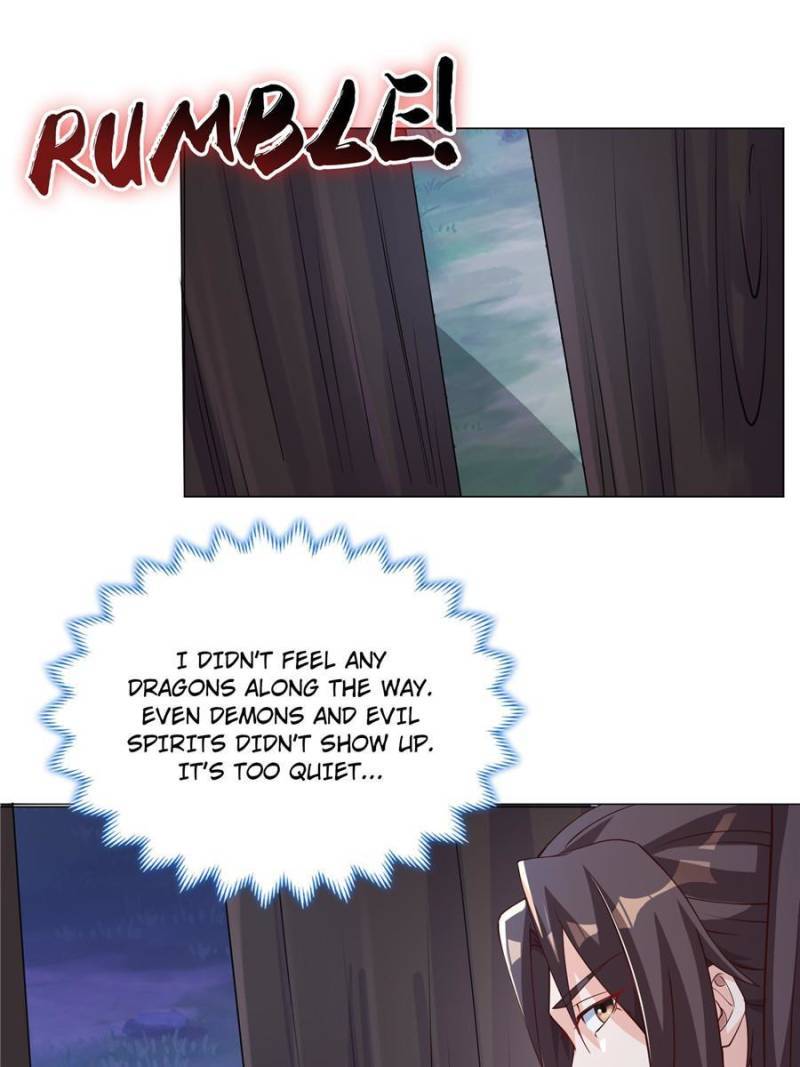 RUMBLE!
I DIDN'T FEEL ANY
DRAGONS ALONG THE WAY.
EVEN DEMONS AND EVIL
SPIRITS DIDN'T SHOW UP.
IT'S TOO QUIET...